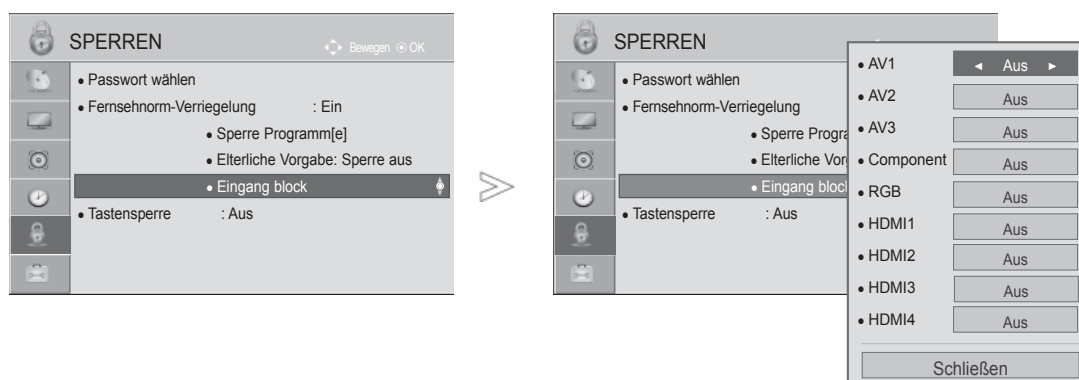 SPERREN
Bewegen OK
• Passwort wählen
• Fernsehnorm-Verriegelung : Ein
• Sperre Programm[e]
• Elterliche Vorgabe: Sperre aus
• Eingang block
• Tastensperre : Aus
SPERREN
• Passwort wählen
• Fernsehnorm-Verriegelung
• Sperre Progra
• Elterliche Vor
• Eingang block
• Tastensperre : Aus
• AV1 ◄ Aus ►
• AV2 Aus
• AV3 Aus
• Component Aus
• RGB Aus
• HDMI1 Aus
• HDMI2 Aus
• HDMI3 Aus
• HDMI4 Aus
Schließen